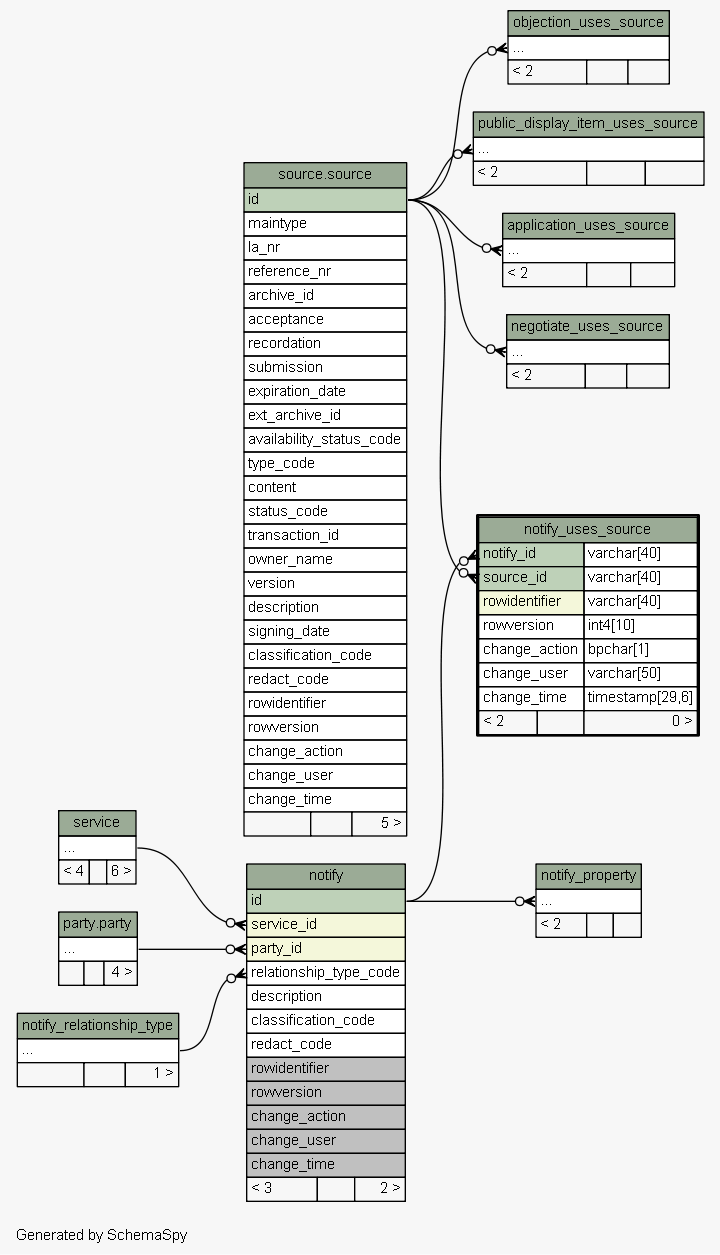 objection_uses_source
...
< 2
public_display_item_uses_source
...
< 2
application_uses_source
...
< 2
negotiate_uses_source
...
< 2
source.source
id
maintype
la_nr
reference_nr
archive_id
acceptance
recordation
submission
expiration_date
ext_archive_id
availability_status_code
type_code
content
status_code
transaction_id
owner_name
version
description
signing_date
classification_code
redact_code
rowidentifier
rowversion
change_action
change_user
change_time
5 >
notify_uses_source
notify_id varchar[40]
source_id varchar[40]
rowidentifier varchar[40]
rowversion int4[10]
change_action bpchar[1]
change_user varchar[50]
change_time timestamp[29,6]
< 2 0 >
service
...
< 4 6 >
party.party
...
4 >
notify_relationship_type
...
1 >
notify
id
service_id
party_id
relationship_type_code
description
classification_code
redact_code
rowidentifier
rowversion
change_action
change_user
change_time
< 3 2 >
notify_property
...
< 2
Generated by SchemaSpy